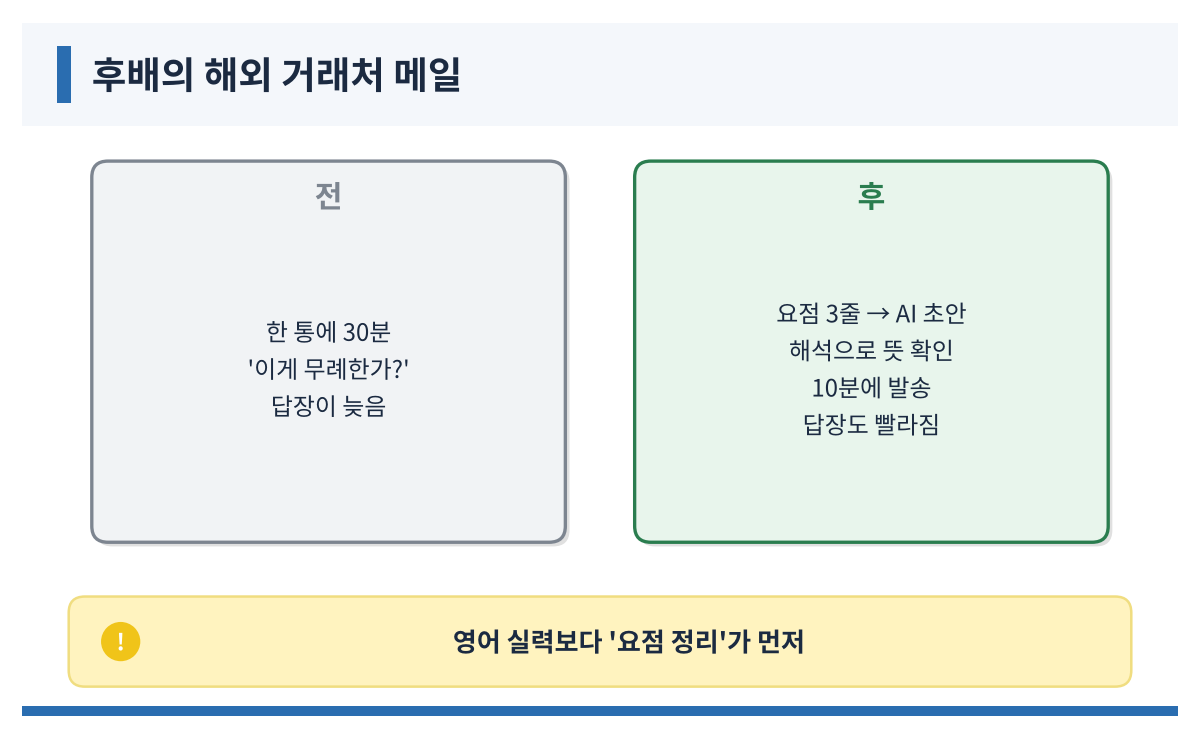 후배의 해외 거래처 메일
전
한 통에 30분
'이게 무례한가?'
답장이 늦음
후
요점 3줄 → AI 초안
해석으로 뜻 확인
10분에 발송
답장도 빨라짐
!
영어 실력보다 '요점 정리'가 먼저